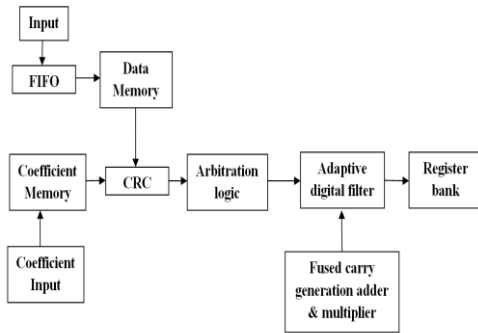 Input
FIFO
Data
Memory
Coefficient
Memory
CRC
Arbitration
logic
Adaptive
digital filter
Register
bank
Coefficient
Input
Fused carry
generation adder
& multiplier